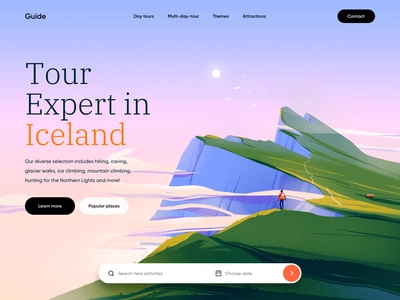 Guide
Day tours
Multi-day-tour
Themes
Attractions
Contact
Tour
Expert in
Iceland
Our diverse selection includes hiking, caving,
glacier walks, ice climbing, mountain climbing,
hunting for the Northern Lights and more!
Learn more
Popular places
Search here activities
Choose date